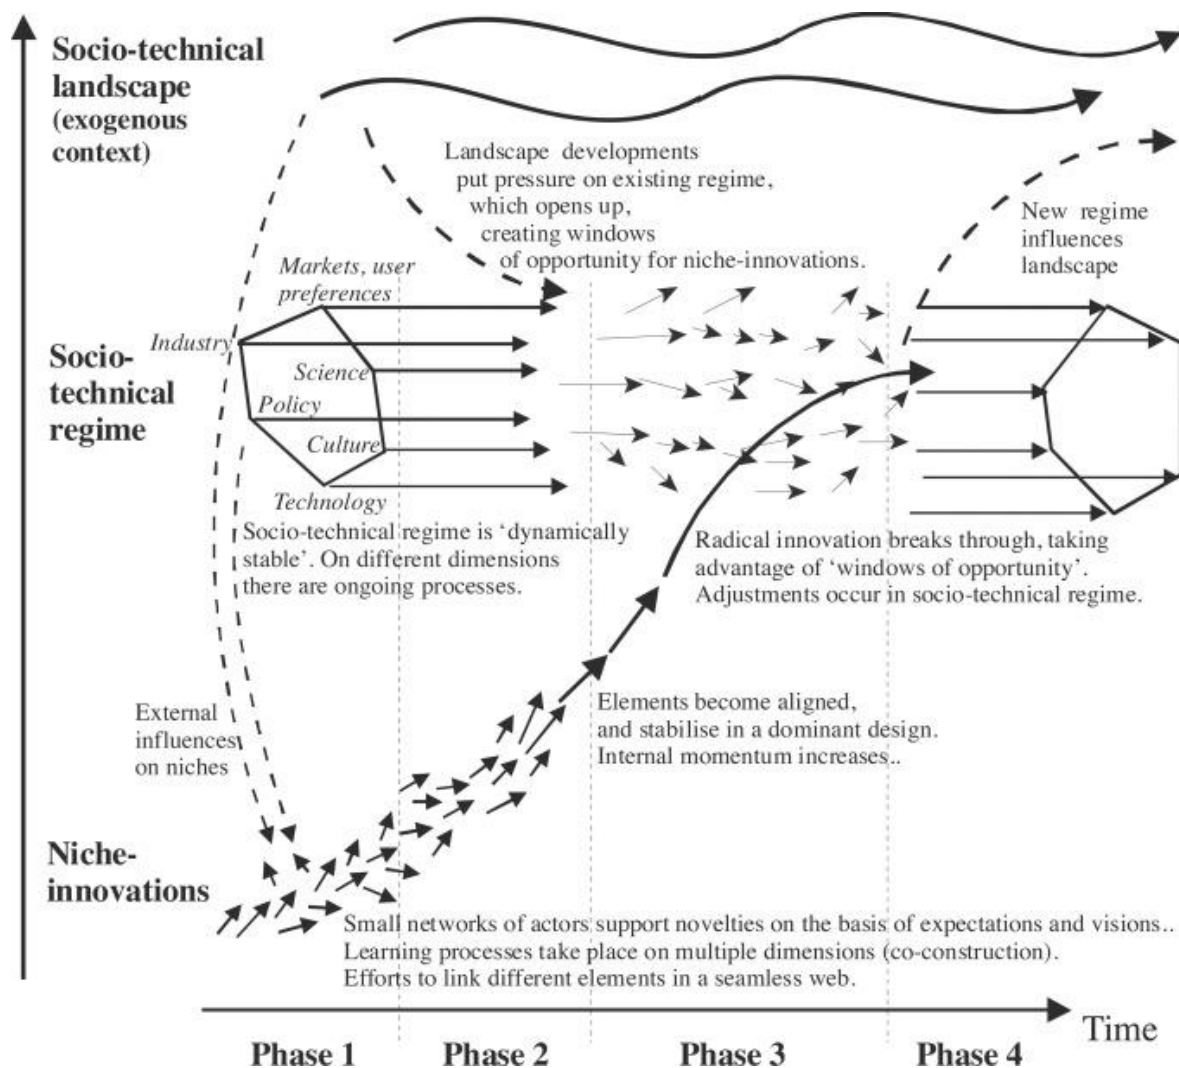 Socio-technical
landscape
(exogenous
context)
Landscape developments
put pressure on existing regime,
which opens up,
creating windows
of opportunity for niche-innovations.
New regime
influences
landscape
Markets, user
preferences
Industry
Science
Policy
Culture
Technology
Socio-
technical
regime
Socio-technical regime is ‘dynamically
stable’. On different dimensions
there are ongoing processes.
Radical innovation breaks through, taking
advantage of ‘windows of opportunity’.
Adjustments occur in socio-technical regime.
External
influences
on niches
Elements become aligned,
and stabilise in a dominant design.
Internal momentum increases..
Niche-
innovations
Small networks of actors support novelties on the basis of expectations and visions..
Learning processes take place on multiple dimensions (co-construction).
Efforts to link different elements in a seamless web.
Time
Phase 1
Phase 2
Phase 3
Phase 4